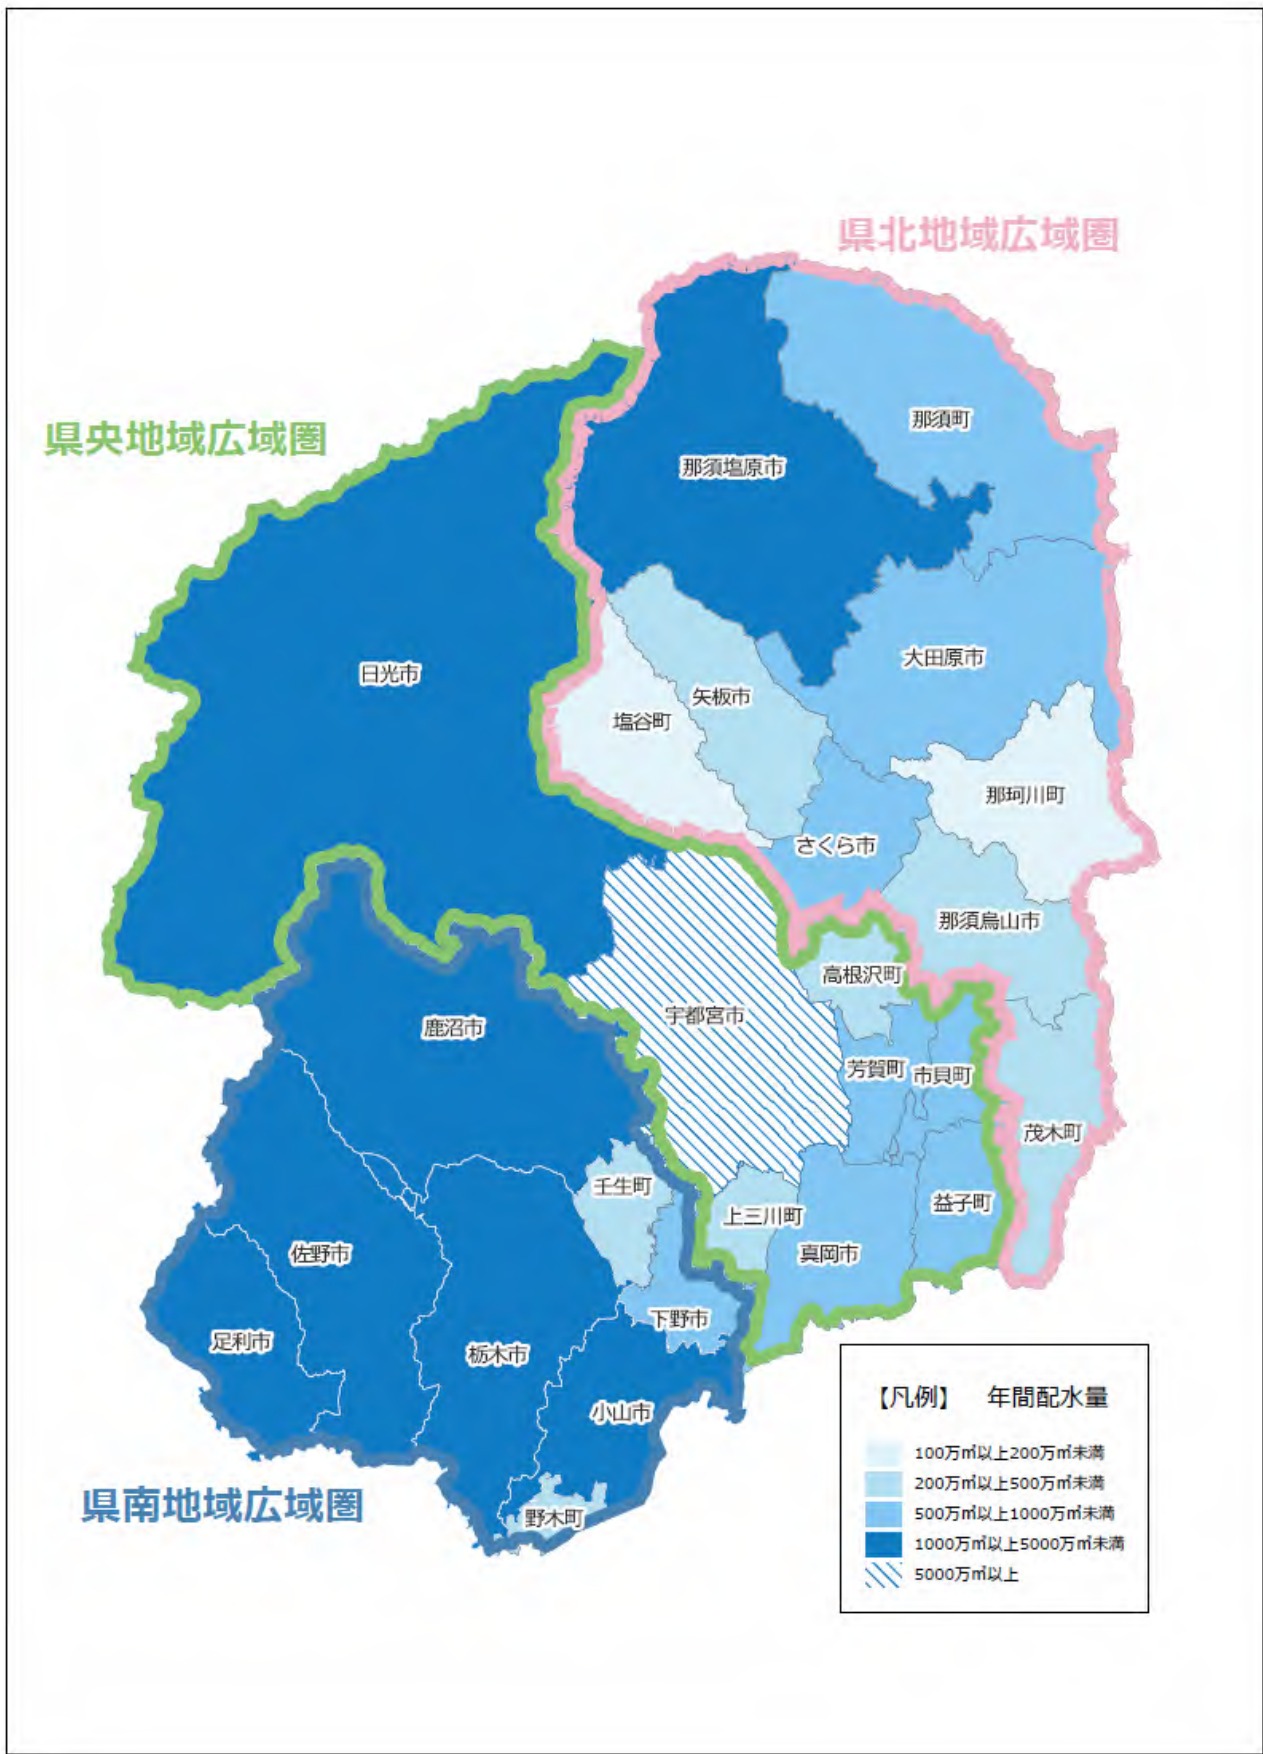 県北地域広域圏
県央地域広域圏
那須町
那須塩原市
大田原市
日光市
矢板市
塩谷町
那珂川町
さくら市
那須烏山市
高根沢町
宇都宮市
鹿沼市
芳賀町
市貝町
茂木町
壬生町
益子町
上三川町
佐野市
真岡市
下野市
足利市
栃木市
小山市
県南地域広域圏
野木町
【凡例】 年間配水量
100万㎥以上200万㎥未満
200万㎥以上500万㎥未満
500万㎥以上1000万㎥未満
1000万㎥以上5000万㎥未満
5000万㎥以上